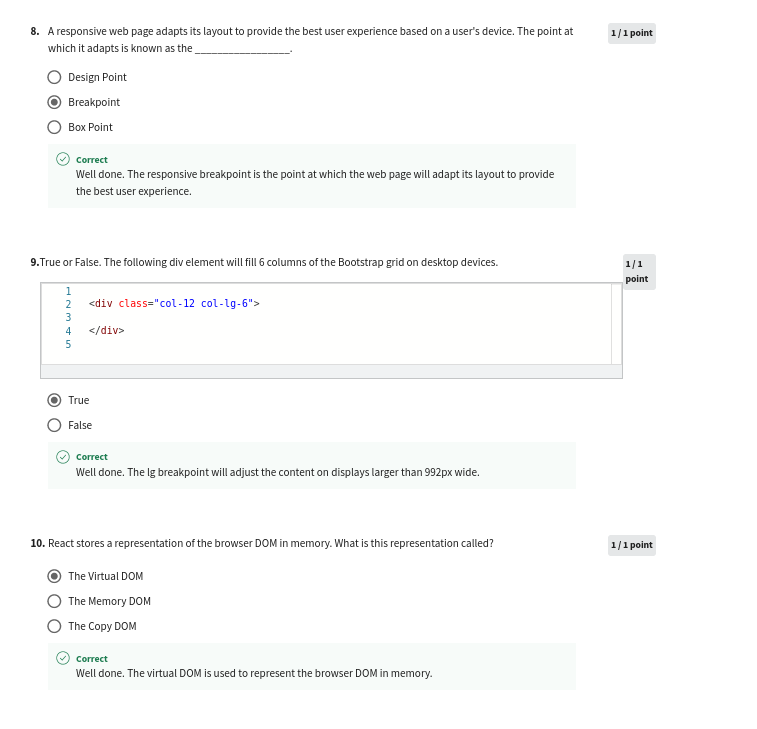 8. A responsive web page adapts its layout to provide the best user experience based on a user's device. The point at
which it adapts is known as the _________________.
1 / 1 point
Design Point
Breakpoint
Box Point
Correct
Well done. The responsive breakpoint is the point at which the web page will adapt its layout to provide
the best user experience.
9.True or False. The following div element will fill 6 columns of the Bootstrap grid on desktop devices.
1 / 1
point
1
2 <div class="col-12 col-lg-6">
3
4 </div>
5
True
False
Correct
Well done. The lg breakpoint will adjust the content on displays larger than 992px wide.
10. React stores a representation of the browser DOM in memory. What is this representation called?
1 / 1 point
The Virtual DOM
The Memory DOM
The Copy DOM
Correct
Well done. The virtual DOM is used to represent the browser DOM in memory.